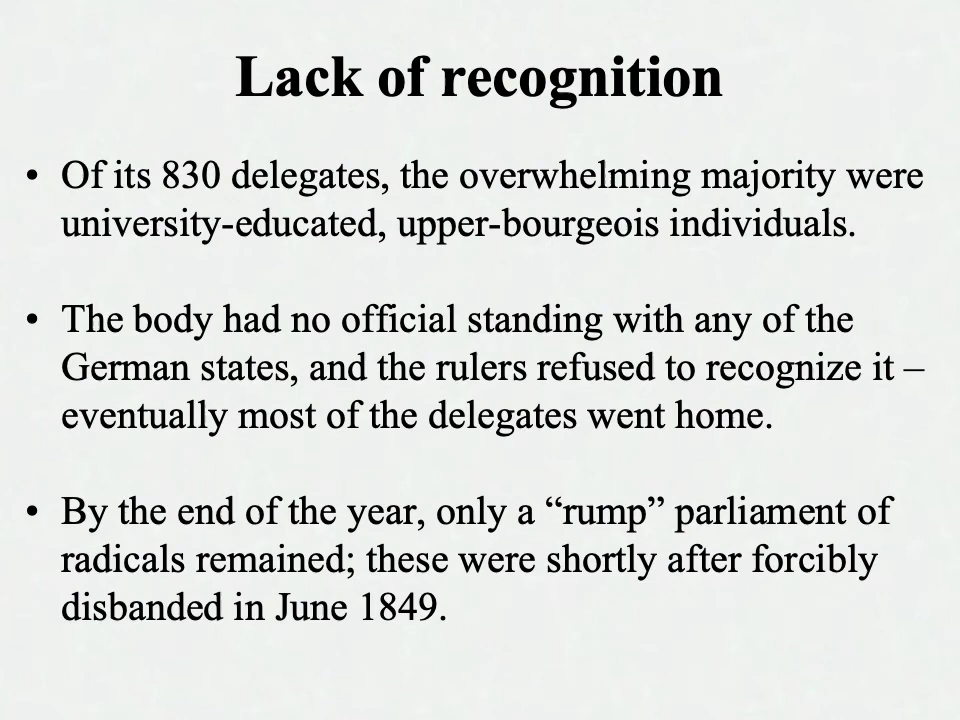 Lack of recognition
• Of its 830 delegates, the overwhelming majority were
university-educated, upper-bourgeois individuals.
• The body had no official standing with any of the
German states, and the rulers refused to recognize it –
eventually most of the delegates went home.
• By the end of the year, only a “rump” parliament of
radicals remained; these were shortly after forcibly
disbanded in June 1849.